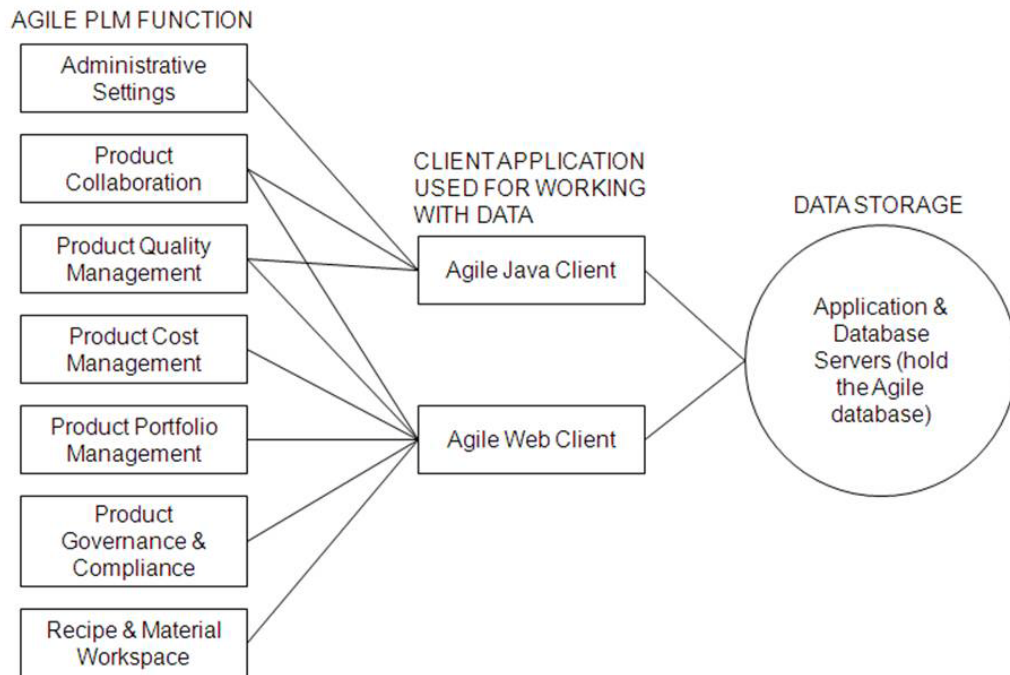 AGILE PLM FUNCTION
Administrative
Settings
Product
Collaboration
Product Quality
Management
Product Cost
Management
Product Portfolio
Management
Product
Governance &
Compliance
Recipe & Material
Workspace
CLIENT APPLICATION
USED FOR WORKING
WITH DATA
Agile Java Client
Agile Web Client
DATA STORAGE
Application &
Database
Servers (hold
the Agile
database)